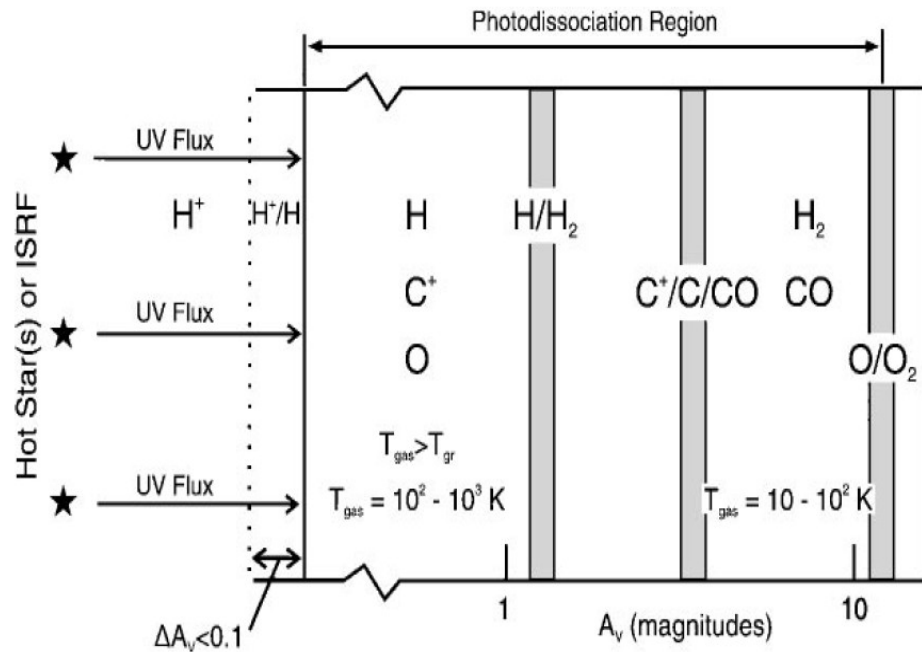 Photodissociation Region
Hot Star(s) or ISRF
UV Flux
H⁺
H⁺/H
H
H/H₂
H₂
C⁺
C⁺/C/CO
CO
UV Flux
O
O/O₂
T_gas>T_gr
UV Flux
T_gas = 10² - 10³ K
T_gas = 10 - 10² K
ΔA_v<0.1
1
A_v (magnitudes)
10